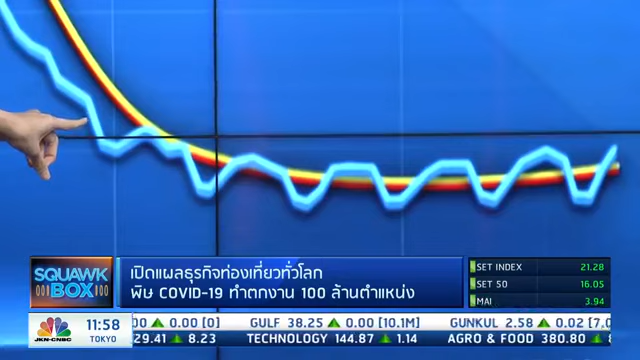 SQUAWK
BOX
เปิดแผลธุรกิจท่องเที่ยวทั่วโลก
พิษ COVID-19 ทำตกงาน 100 ล้านตำแหน่ง
SET INDEX 21.28
SET 50 16.05
MAI 3.94
JKN-CNBC
11:58
TOKYO
00 0.00 [0] GULF 38.25 0.00 [10.1M] GUNKUL 2.58 0.02 [7.0
29.41 8.23 TECHNOLOGY 144.87 1.14 AGRO & FOOD 380.80